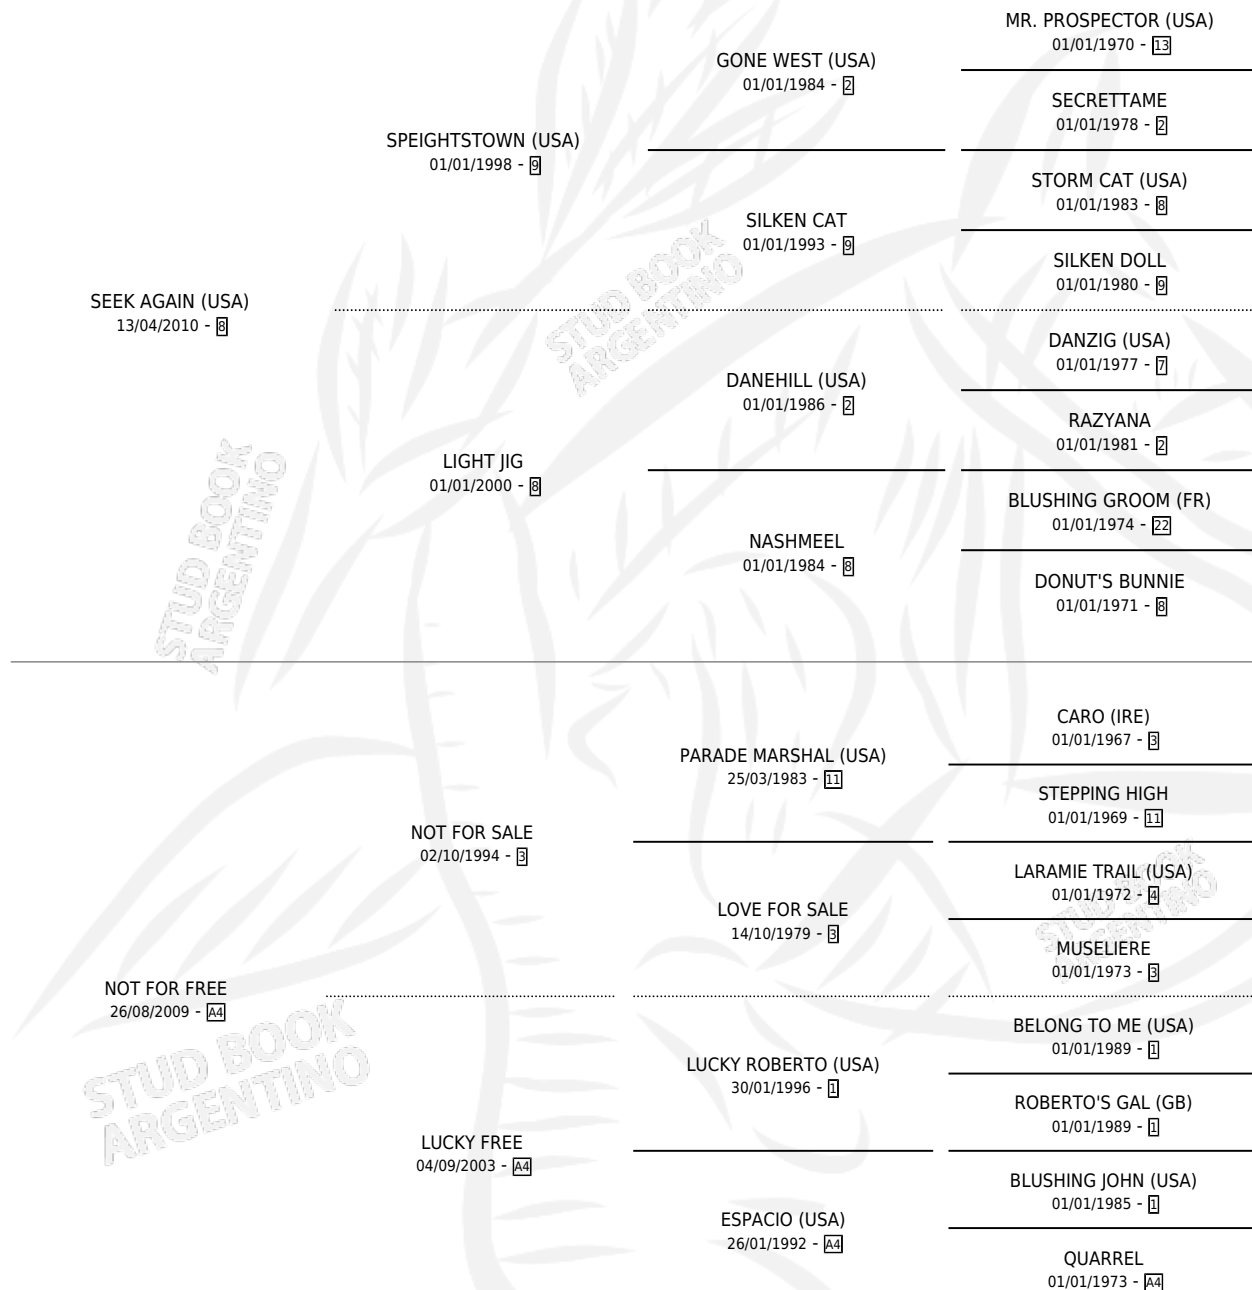 MR. PROSPECTOR (USA)
01/01/1970 - 13
GONE WEST (USA)
01/01/1984 - 2
SECRETTAME
01/01/1978 - 2
SPEIGHTSTOWN (USA)
01/01/1998 - 9
STORM CAT (USA)
01/01/1983 - 8
SILKEN CAT
01/01/1993 - 9
SILKEN DOLL
01/01/1980 - 9
SEEK AGAIN (USA)
13/04/2010 - 8
STUD BOOK
ARGENTINO
DANZIG (USA)
01/01/1977 - 7
DANEHILL (USA)
01/01/1986 - 2
RAZYANA
01/01/1981 - 2
LIGHT JIG
01/01/2000 - 8
BLUSHING GROOM (FR)
01/01/1974 - 22
NASHMEEL
01/01/1984 - 8
DONUT'S BUNNIE
01/01/1971 - 8
STUD BOOK
ARGENTINO
CARO (IRE)
01/01/1967 - 3
PARADE MARSHAL (USA)
25/03/1983 - 11
STEPPING HIGH
01/01/1969 - 11
NOT FOR SALE
02/10/1994 - 3
LARAMIE TRAIL (USA)
01/01/1972 - 4
LOVE FOR SALE
14/10/1979 - 3
STUD BOOK
ARGENTINO
MUSELIERE
01/01/1973 - 3
NOT FOR FREE
26/08/2009 - A4
BELONG TO ME (USA)
01/01/1989 - 1
LUCKY ROBERTO (USA)
30/01/1996 - 1
ROBERTO'S GAL (GB)
01/01/1989 - 1
STUD BOOK
ARGENTINO
LUCKY FREE
04/09/2003 - A4
BLUSHING JOHN (USA)
01/01/1985 - 1
ESPACIO (USA)
26/01/1992 - A4
QUARREL
01/01/1973 - A4